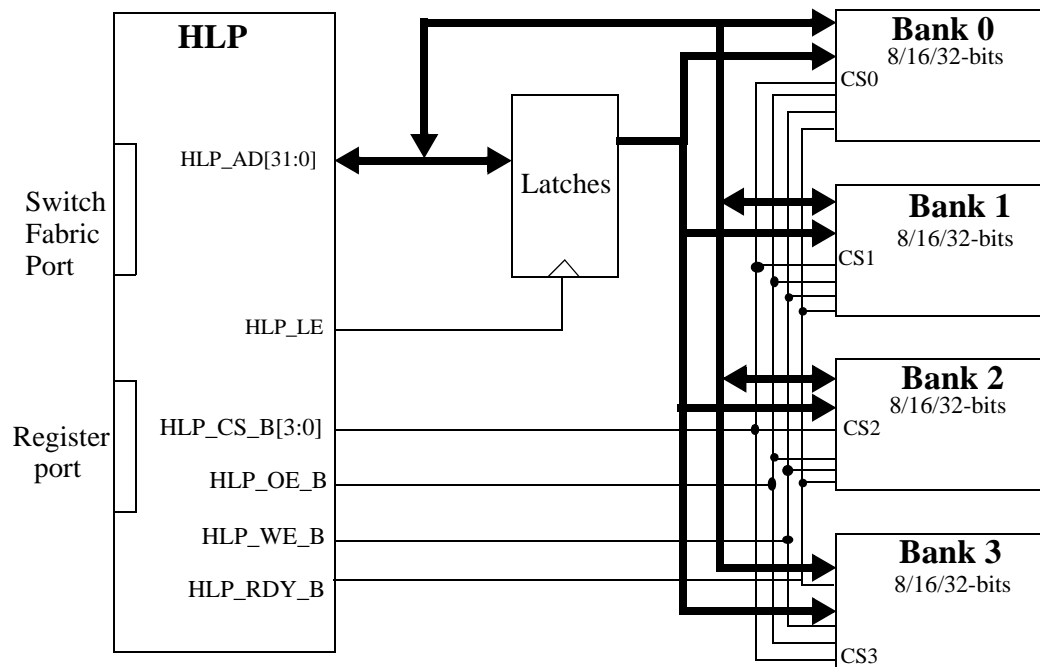 HLP
Switch
Fabric
Port
Register
port
HLP_AD[31:0]
HLP_LE
HLP_CS_B[3:0]
HLP_OE_B
HLP_WE_B
HLP_RDY_B
Latches
Bank 0
8/16/32-bits
CS0
Bank 1
8/16/32-bits
CS1
Bank 2
8/16/32-bits
CS2
Bank 3
8/16/32-bits
CS3